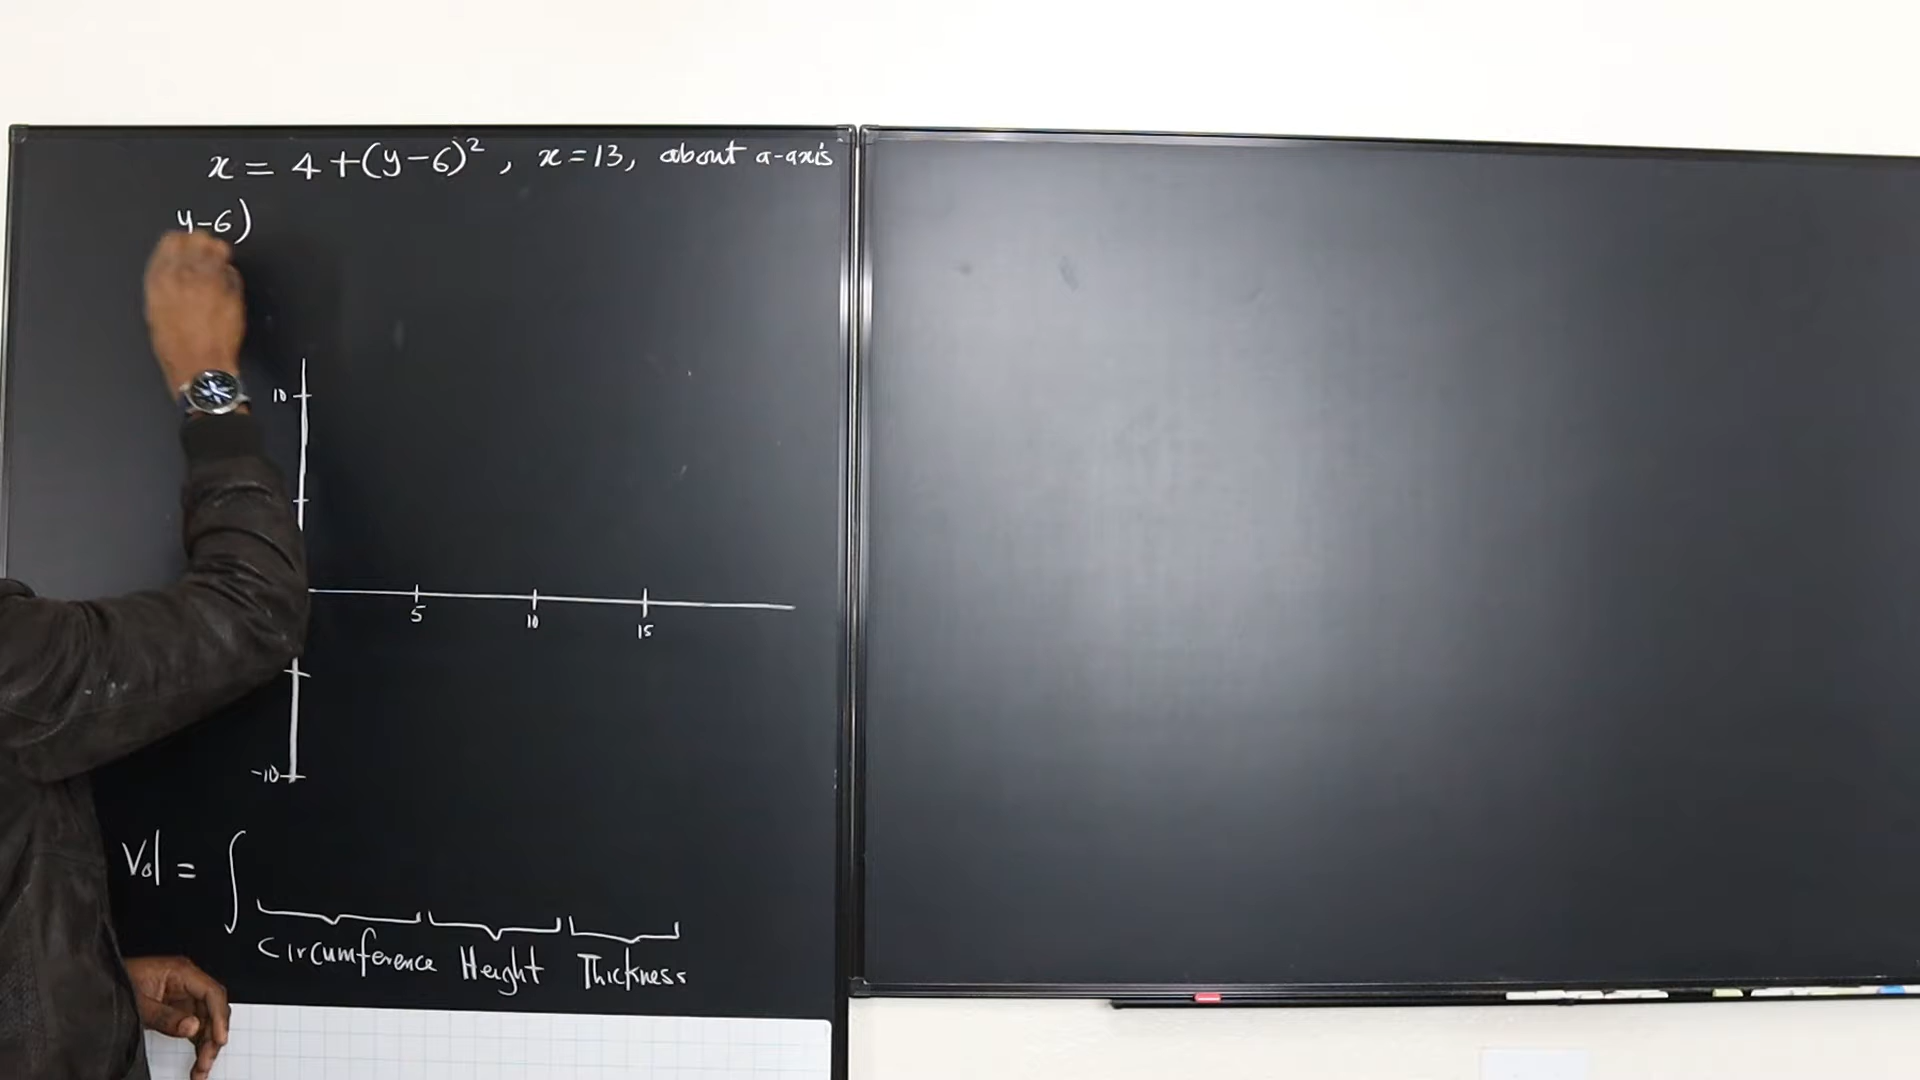 x = 4 + (y-6)², x = 13, about a-axis
y-6)
10
5
10
15
-10
Vol = ∫
Circumference Height Thickness